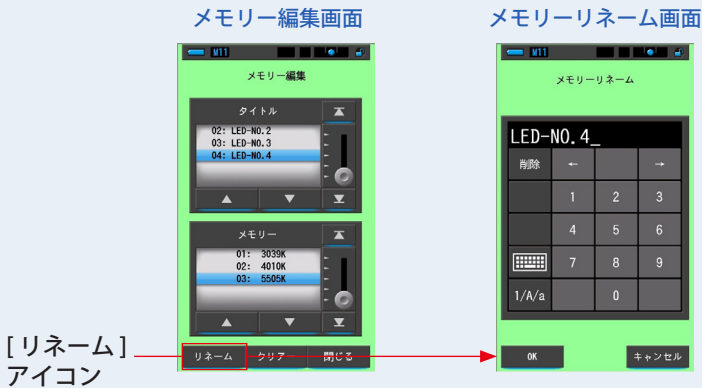 メモリー編集画面
M11
メモリー編集
タイトル
02: LED-NO.2
03: LED-NO.3
04: LED-NO.4
メモリー
01: 3039K
02: 4010K
03: 5505K
リネーム クリアー 閉じる
[リネーム]
アイコン
メモリーリネーム画面
M11
メモリーリネーム
LED-NO.4_
削除 ← →
1 2 3
4 5 6
7 8 9
1/A/a 0
OK キャンセル